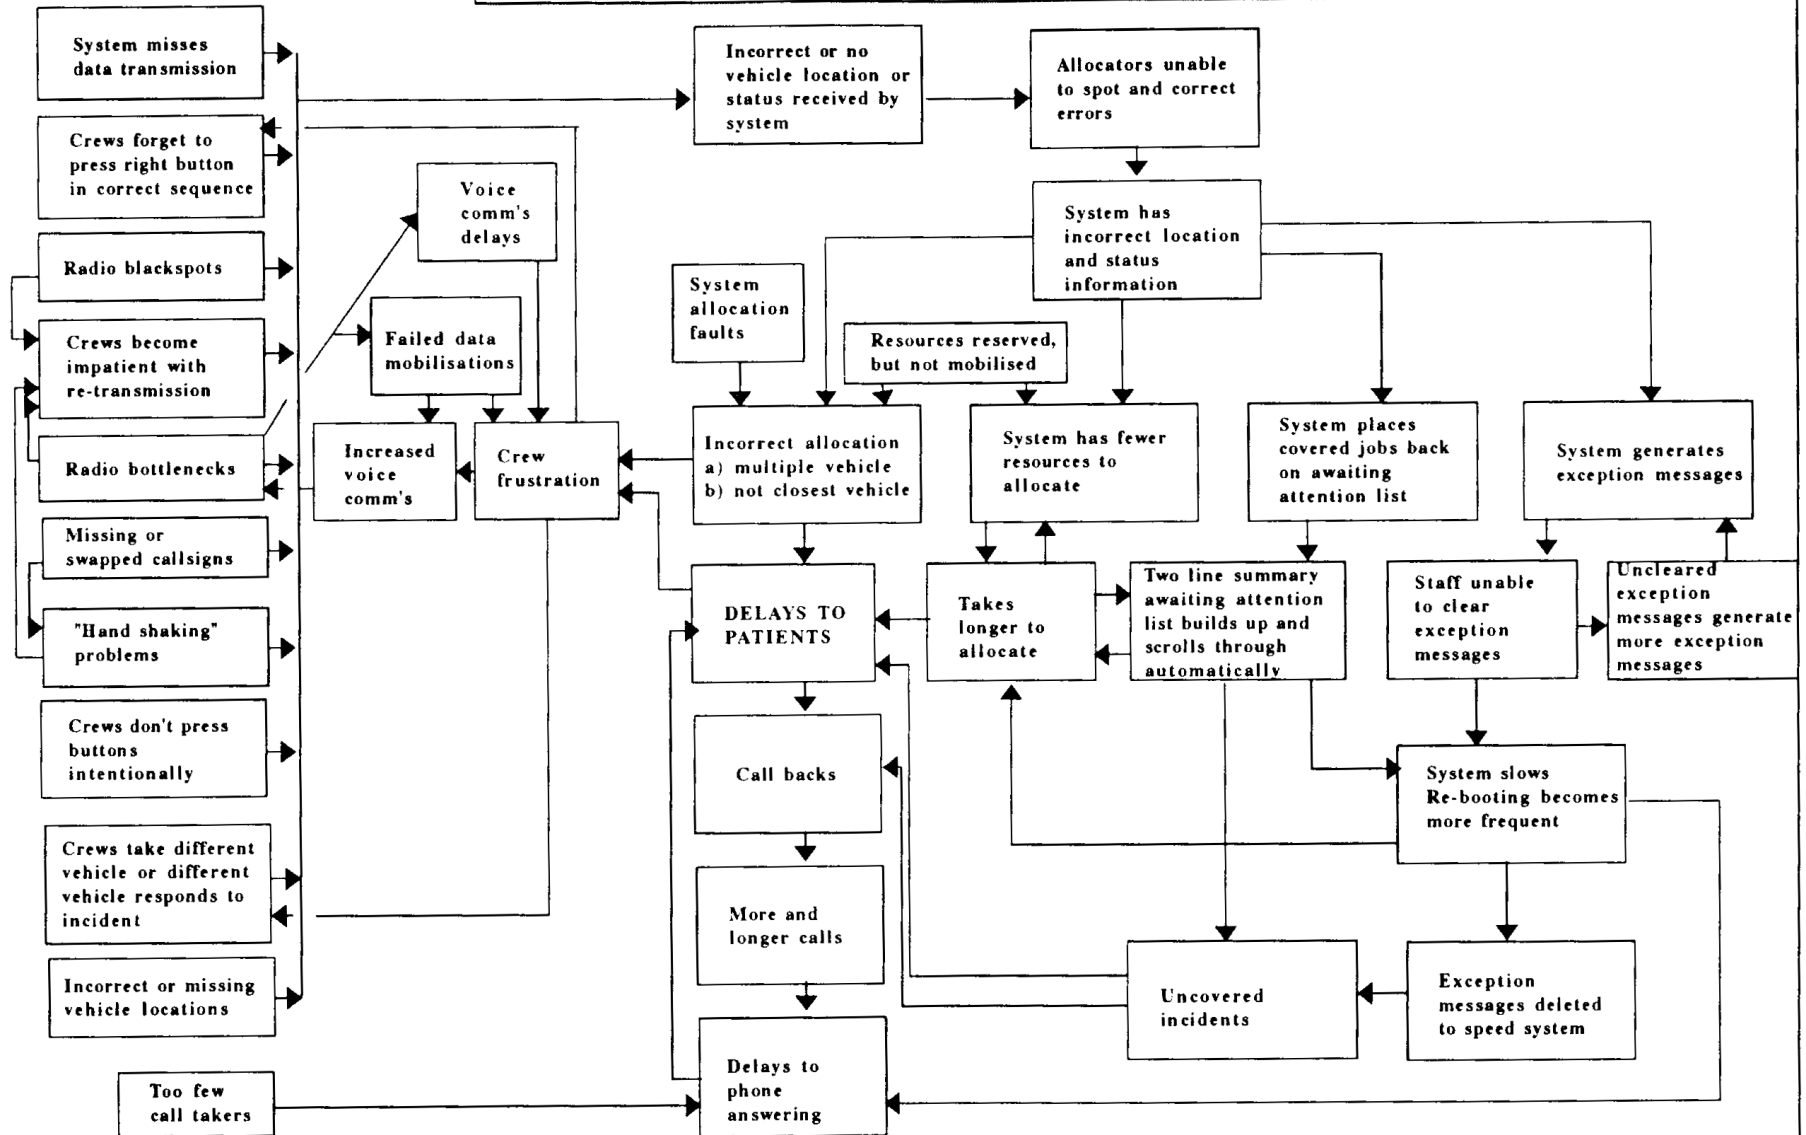 System misses
data transmission
Crews forget to
press right button
in correct sequence
Radio blackspots
Crews become
impatient with
re-transmission
Radio bottlenecks
Missing or
swapped callsigns
"Hand shaking"
problems
Crews don't press
buttons
intentionally
Crews take different
vehicle or different
vehicle responds to
incident
Incorrect or missing
vehicle locations
Too few
call takers
Voice
comm's
delays
Failed data
mobilisations
Increased
voice
comm's
Crew
frustration
Incorrect or no
vehicle location or
status received by
system
Allocators unable
to spot and correct
errors
System has
incorrect location
and status
information
System
allocation
faults
Resources reserved,
but not mobilised
Incorrect allocation
a) multiple vehicle
b) not closest vehicle
System has fewer
resources to
allocate
System places
covered jobs back
on awaiting
attention list
System generates
exception messages
DELAYS TO
PATIENTS
Takes
longer to
allocate
Two line summary
awaiting attention
list builds up and
scrolls through
automatically
Staff unable
to clear
exception
messages
Uncleared
exception
messages generate
more exception
messages
Call backs
System slows
Re-booting becomes
more frequent
More and
longer calls
Uncovered
incidents
Exception
messages deleted
to speed system
Delays to
phone
answering